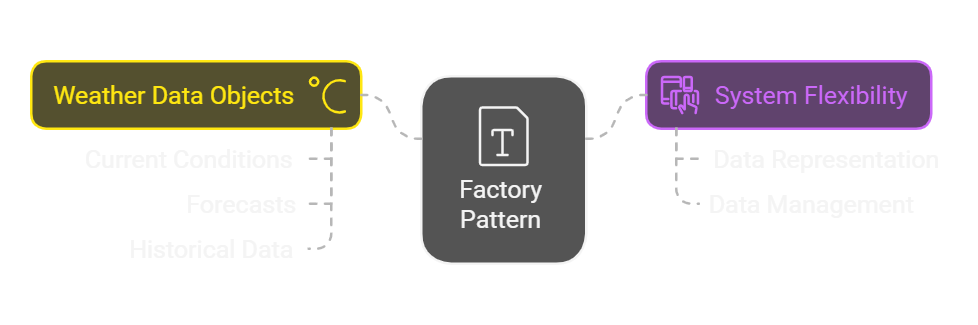 Weather Data Objects
Current Conditions
Forecasts
Historical Data
T
Factory
Pattern
System Flexibility
Data Representation
Data Management